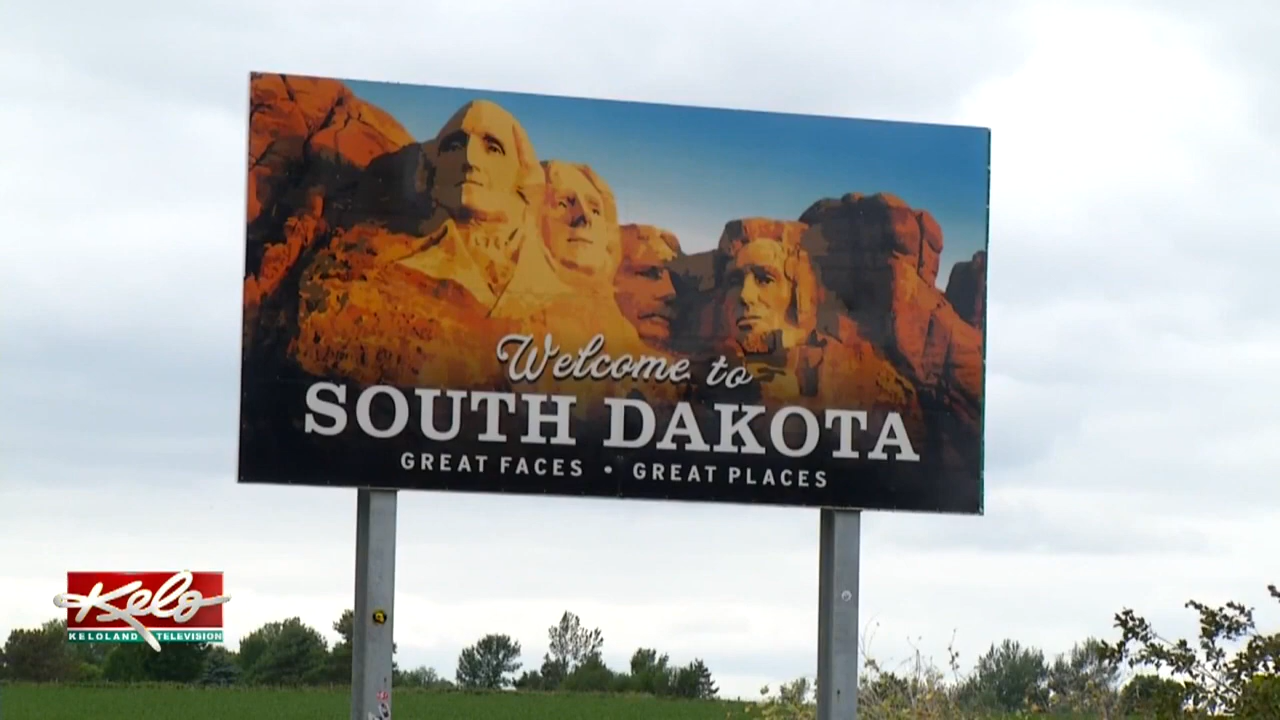 Welcome to
SOUTH DAKOTA
GREAT FACES • GREAT PLACES
Kelo
KELOLAND TELEVISION